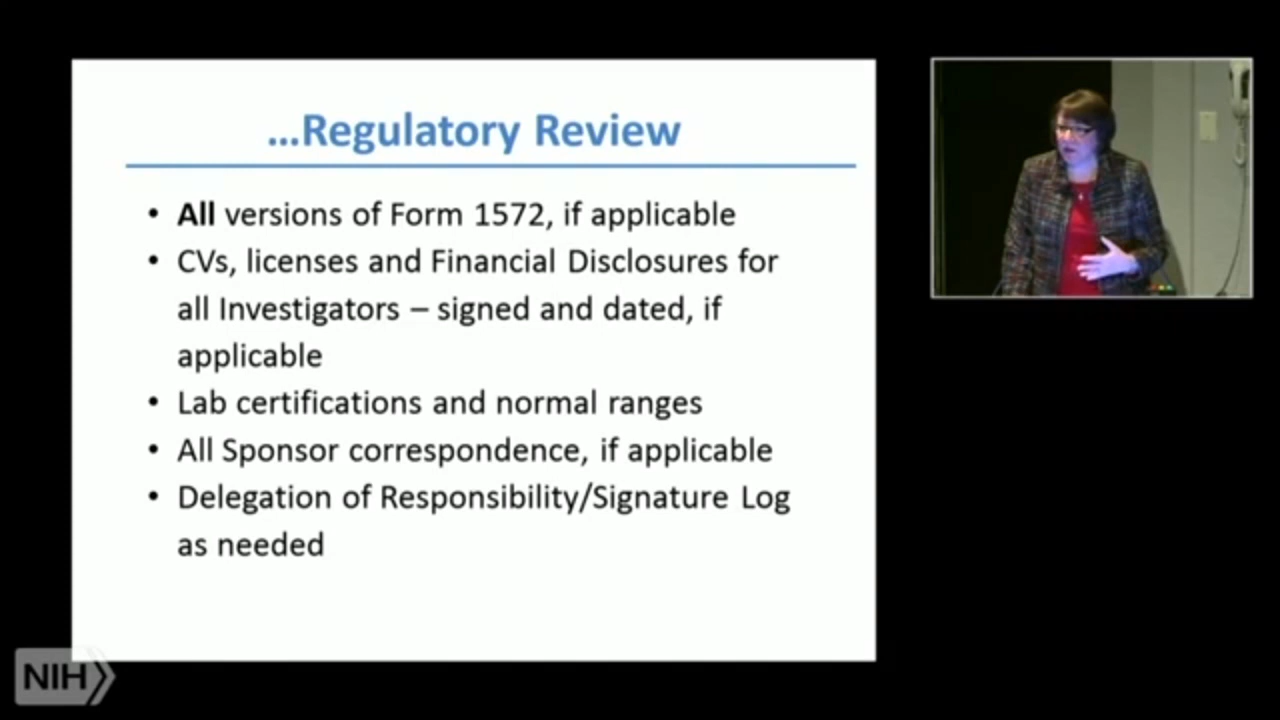 ...Regulatory Review
• All versions of Form 1572, if applicable
• CVs, licenses and Financial Disclosures for
all Investigators – signed and dated, if
applicable
• Lab certifications and normal ranges
• All Sponsor correspondence, if applicable
• Delegation of Responsibility/Signature Log
as needed
NIH